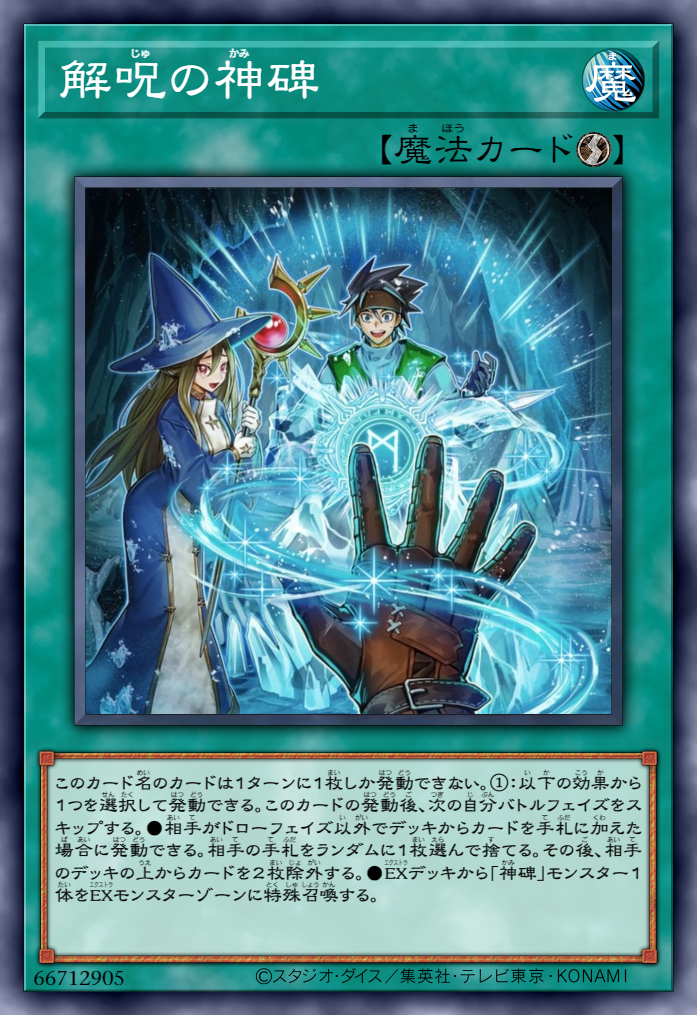 解呪の神碑
魔
【魔法カード】
このカード名のカードは1ターンに1枚しか発動できない。①:以下の効果から
1つを選択して発動できる。このカードの発動後、次の自分バトルフェイズをス
キップする。●相手がドローフェイズ以外でデッキからカードを手札に加えた
場合に発動できる。相手の手札をランダムに1枚選んで捨てる。その後、相手
のデッキの上からカードを2枚除外する。●EXデッキから「神碑」モンスター1
体をEXモンスターゾーンに特殊召喚する。
66712905
©スタジオ・ダイス/集英社・テレビ東京・KONAMI